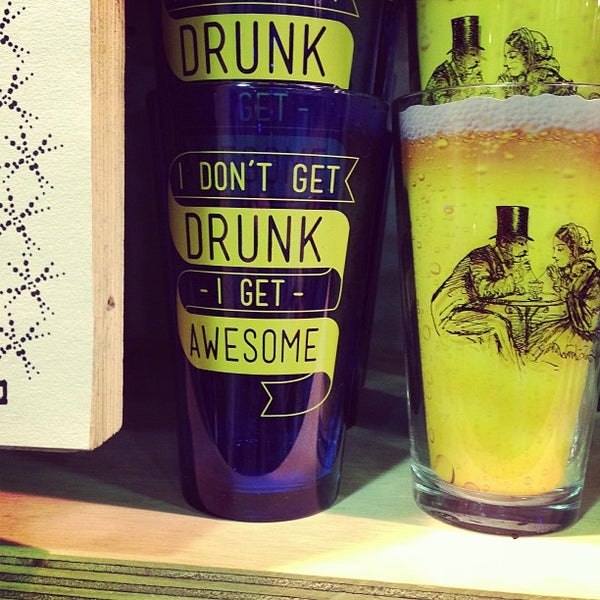 DRUNK
GET -
I DON'T GET
DRUNK
- I GET -
AWESOME